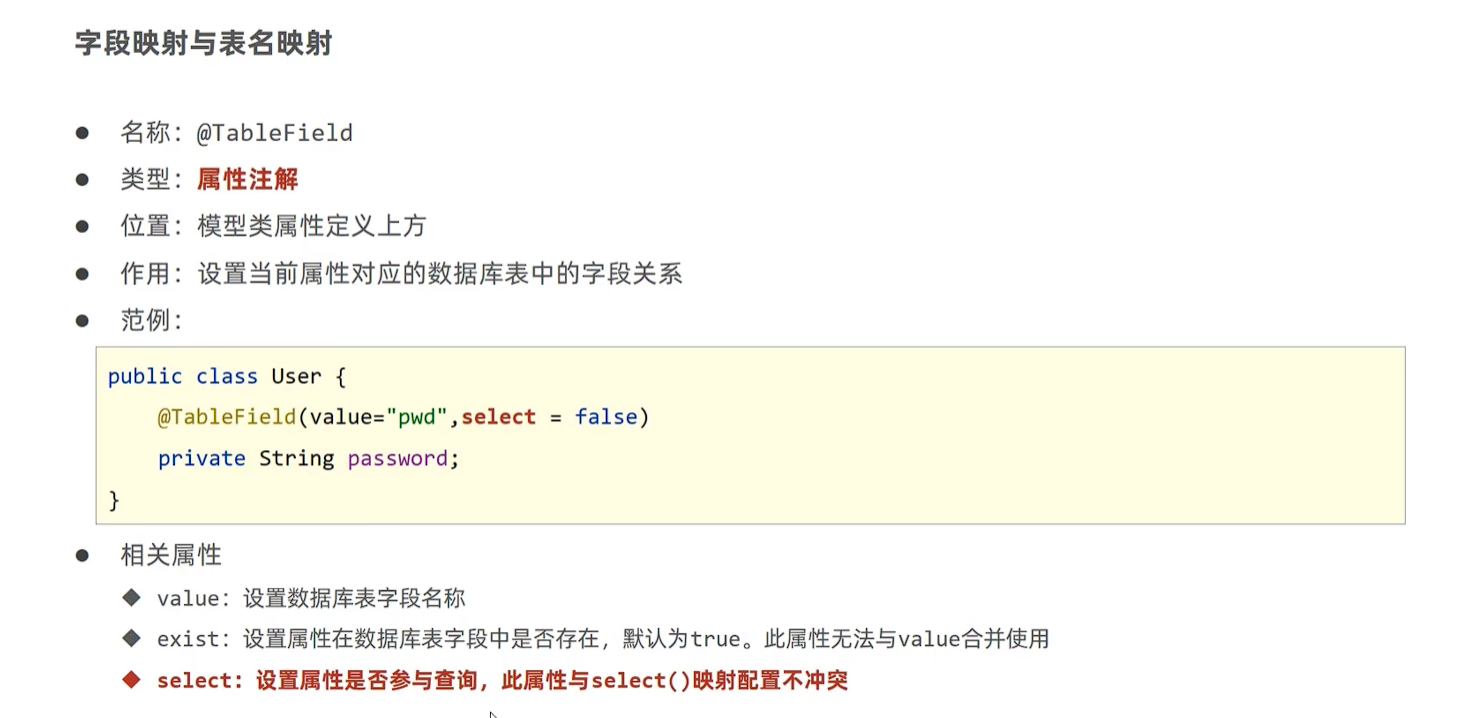 字段映射与表名映射
● 名称：@TableField
● 类型：属性注解
● 位置：模型类属性定义上方
● 作用：设置当前属性对应的数据库表中的字段关系
● 范例：
public class User {
    @TableField(value="pwd",select = false)
    private String password;
}
● 相关属性
◆ value：设置数据库表字段名称
◆ exist：设置属性在数据库表字段中是否存在，默认为true。此属性无法与value合并使用
◆ select：设置属性是否参与查询，此属性与select()映射配置不冲突